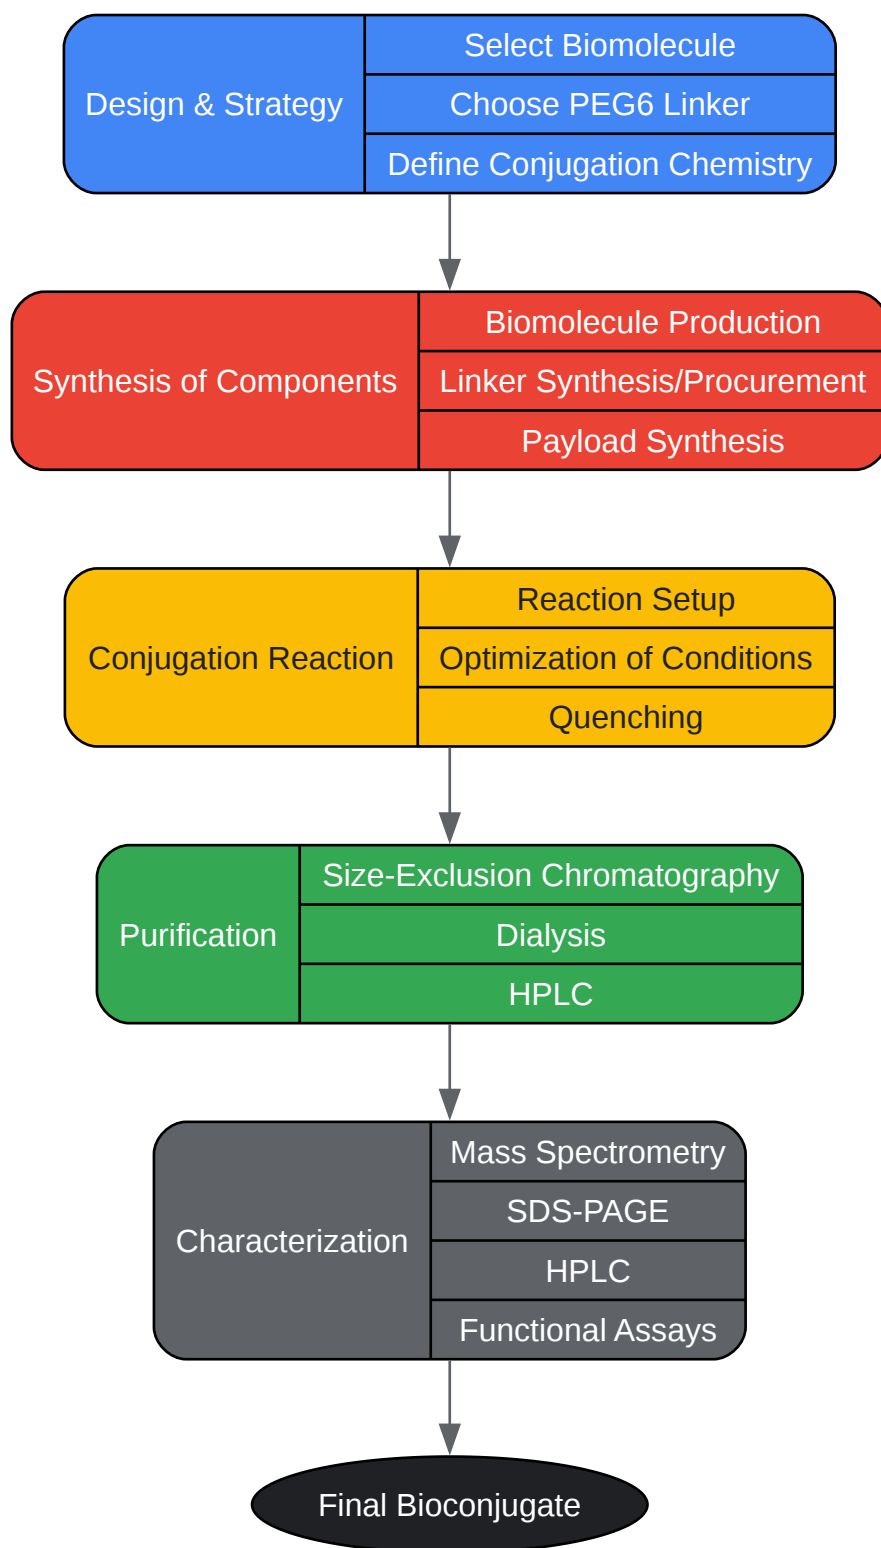 Design & Strategy
Select Biomolecule
Choose PEG6 Linker
Define Conjugation Chemistry
Synthesis of Components
Biomolecule Production
Linker Synthesis/Procurement
Payload Synthesis
Conjugation Reaction
Reaction Setup
Optimization of Conditions
Quenching
Purification
Size-Exclusion Chromatography
Dialysis
HPLC
Characterization
Mass Spectrometry
SDS-PAGE
HPLC
Functional Assays
Final Bioconjugate